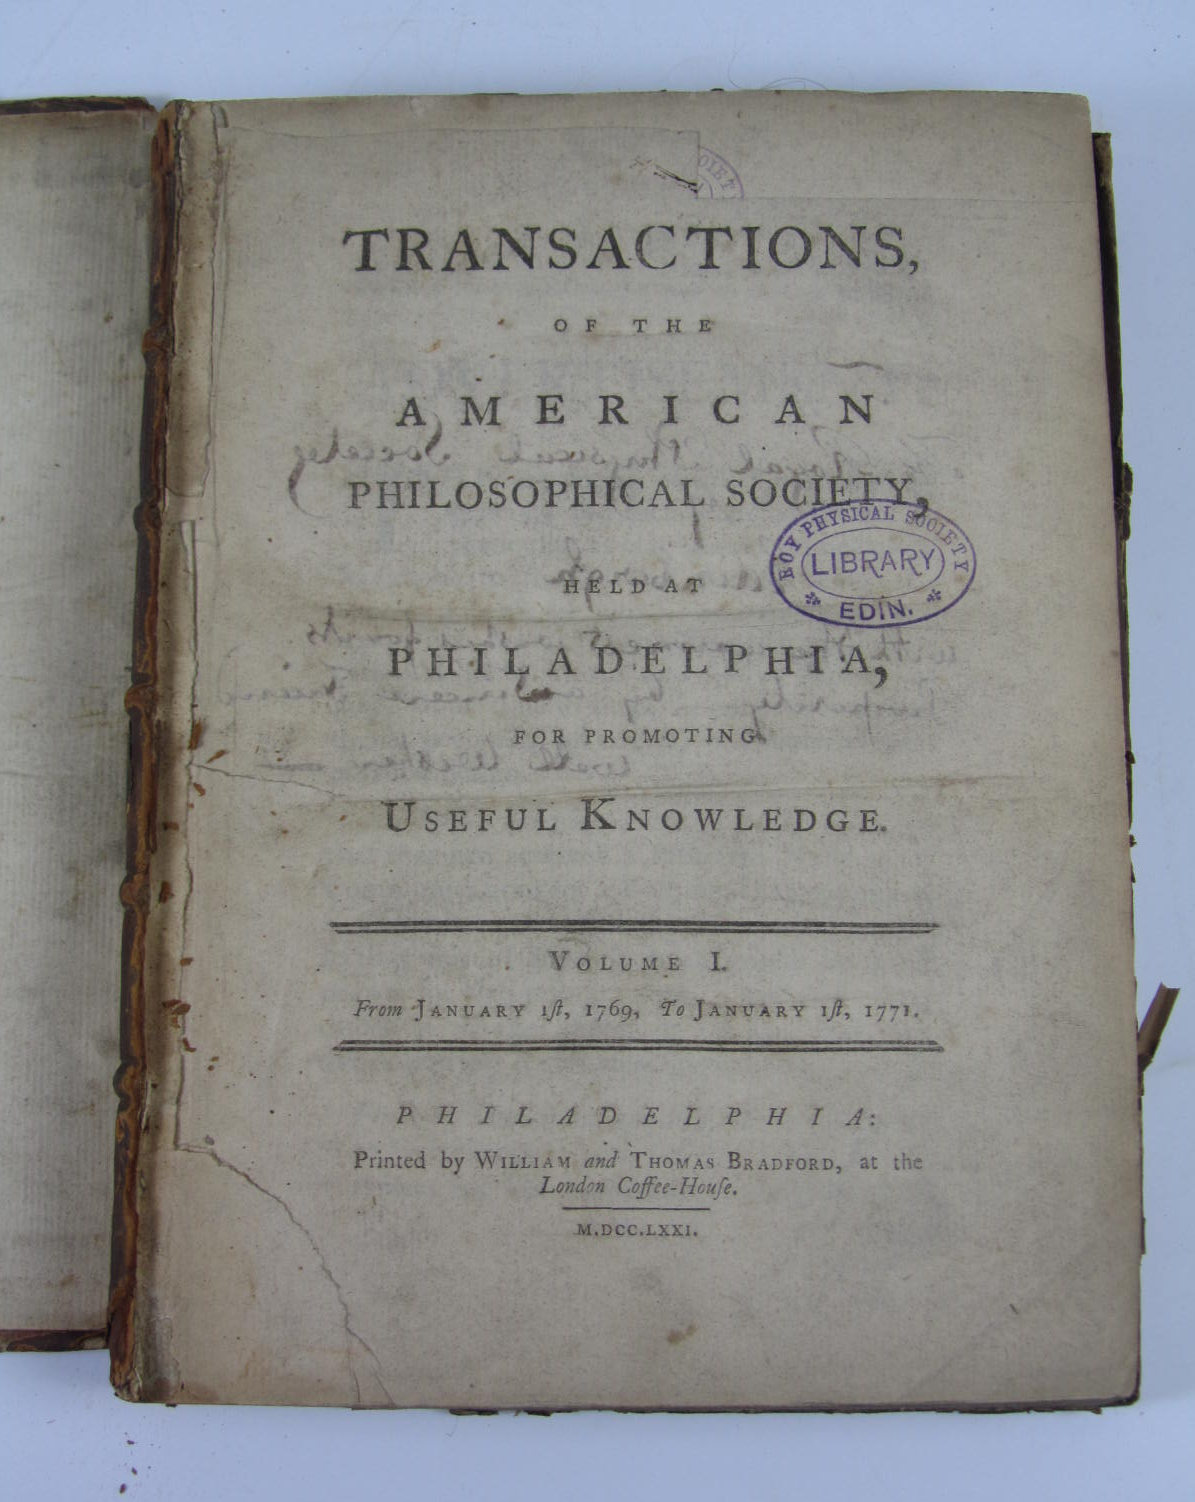 TRANSACTIONS,
OF THE
AMERICAN
PHILOSOPHICAL SOCIETY,
ROY PHYSICAL SOCIETY
LIBRARY
EDIN.
HELD AT
PHILADELPHIA,
FOR PROMOTING
USEFUL KNOWLEDGE.
VOLUME I.
From JANUARY 1ſt, 1769, To JANUARY 1ſt, 1771.
PHILADELPHIA:
Printed by WILLIAM and THOMAS BRADFORD, at the
London Coffee-Houſe.
M,DCC,LXXI.